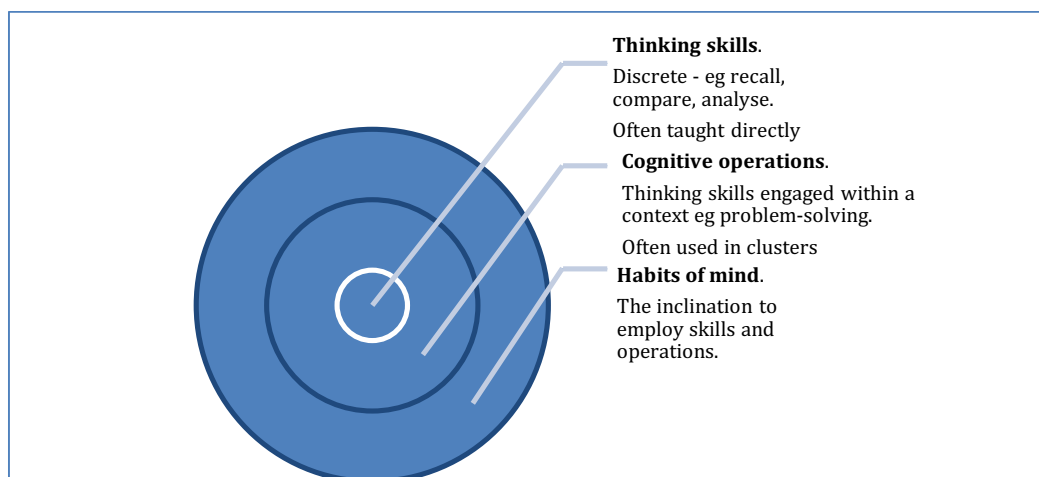 Thinking skills.
Discrete - eg recall,
compare, analyse.
Often taught directly
Cognitive operations.
Thinking skills engaged within a
context eg problem-solving.
Often used in clusters
Habits of mind.
The inclination to
employ skills and
operations.